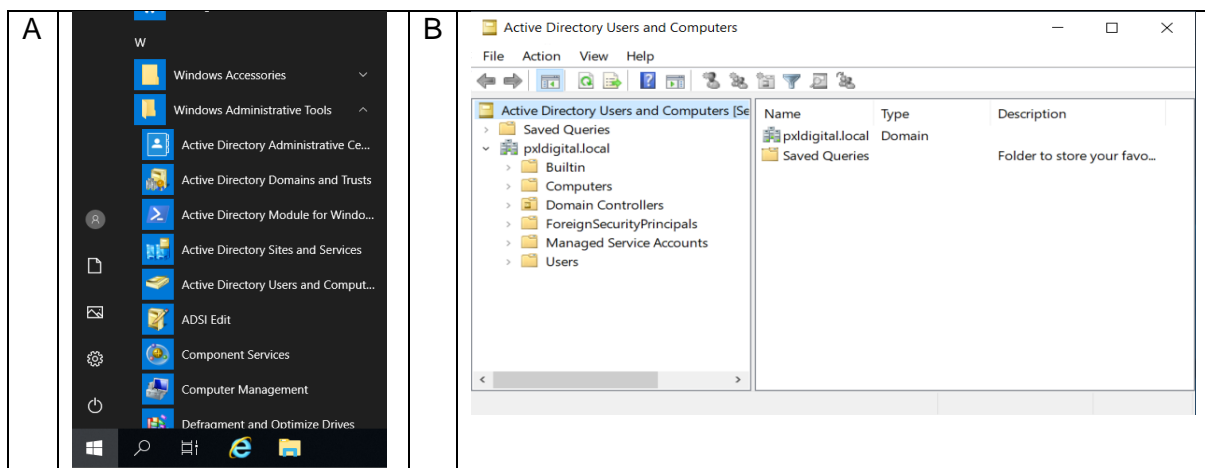 A
W
Windows Accessories
Windows Administrative Tools
Active Directory Administrative Ce...
Active Directory Domains and Trusts
Active Directory Module for Windo...
Active Directory Sites and Services
Active Directory Users and Comput...
ADSI Edit
Component Services
Computer Management
Defragment and Optimize Drives
B
Active Directory Users and Computers
File Action View Help
Active Directory Users and Computers [Se
Saved Queries
pxldigital.local
Builtin
Computers
Domain Controllers
ForeignSecurityPrincipals
Managed Service Accounts
Users
Name Type Description
pxldigital.local Domain
Saved Queries Folder to store your favo...